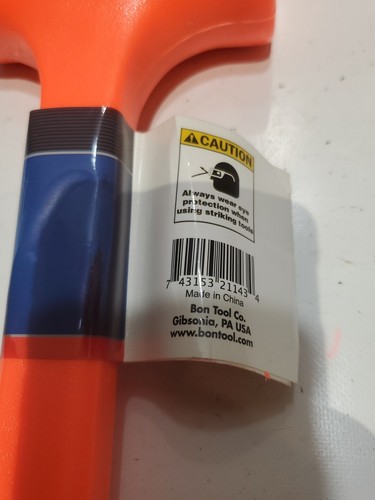 CAUTION
Always wear eye
protection when
using striking tools
7 43153 21143 4
Made in China
Bon Tool Co.
Gibsonia, PA USA
www.bontool.com